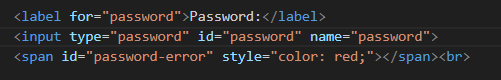 <label for="password">Password:</label>
<input type="password" id="password" name="password">
<span id="password-error" style="color: red;"></span><br>